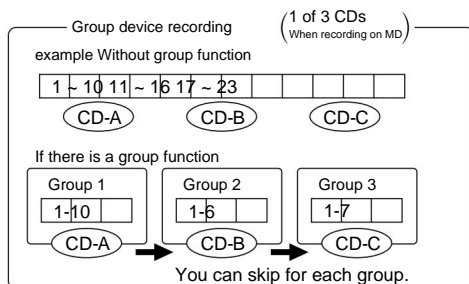 Group device recording
(1 of 3 CDs
When recording on MD)
example Without group function
1 ~ 10 11 ~ 16 17 ~ 23
CD-A CD-B CD-C
If there is a group function
Group 1 Group 2 Group 3
1-10 1-6 1-7
CD-A CD-B CD-C
You can skip for each group.